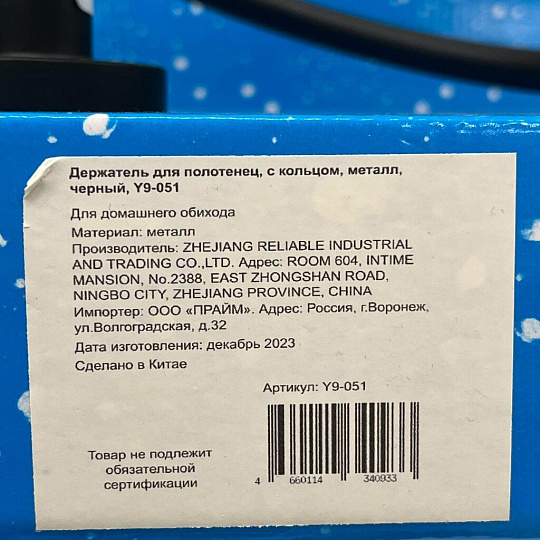 Держатель для полотенец, с кольцом, металл,
черный, Y9-051
Для домашнего обихода
Материал: металл
Производитель: ZHEJIANG RELIABLE INDUSTRIAL
AND TRADING CO.,LTD. Адрес: ROOM 604, INTIME
MANSION, No.2388, EAST ZHONGSHAN ROAD,
NINGBO CITY, ZHEJIANG PROVINCE, CHINA
Импортер: ООО «ПРАЙМ». Адрес: Россия, г.Воронеж,
ул.Волгоградская, д.32
Дата изготовления: декабрь 2023
Сделано в Китае
Артикул: Y9-051
Товар не подлежит
обязательной
сертификации
4 660114 340933